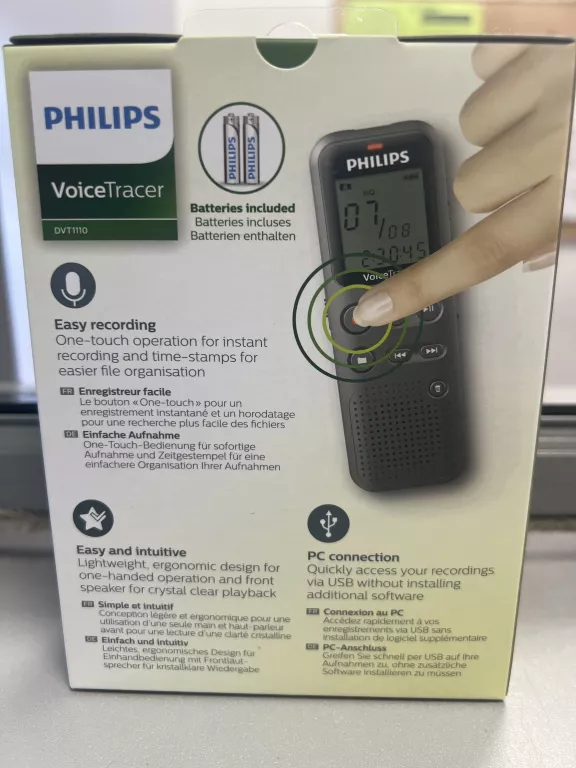 PHILIPS
VoiceTracer
DVT1110
PHILIPS
PHILIPS
Batteries included
Batteries incluses
Batterien enthalten
PHILIPS
07/08
23045
VoiceTracer
Easy recording
One-touch operation for instant
recording and time-stamps for
easier file organisation
FR Enregistreur facile
Le bouton «One-touch» pour un
enregistrement instantané et un horodatage
pour une recherche plus facile des fichiers
DE Einfache Aufnahme
One-Touch-Bedienung für sofortige
Aufnahme und Zeitgestempel für eine
einfachere Organisation Ihrer Aufnahmen
Easy and intuitive
Lightweight, ergonomic design for
one-handed operation and front
speaker for crystal clear playback
FR Simple et intuitif
Conception légère et ergonomique pour une
utilisation d'une seule main et haut-parleur
avant pour une lecture d'une clarté cristalline
DE Einfach und intuitiv
Leichtes, ergonomisches Design für
Einhandbedienung mit Frontlaut-
sprecher für kristallklare Wiedergabe
PC connection
Quickly access your recordings
via USB without installing
additional software
FR Connexion au PC
Accédez rapidement à vos
enregistrements via USB sans
installation de logiciel supplémentaire
DE PC-Anschluss
Greifen Sie schnell per USB auf Ihre
Aufnahmen zu, ohne zusätzliche
Software installieren zu müssen